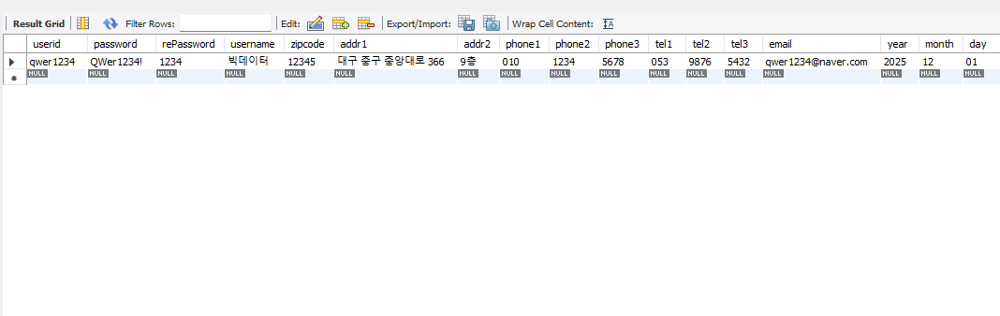 Result Grid Filter Rows: Edit: Export/Import: Wrap Cell Content: IA
userid password rePassword username zipcode addr1 addr2 phone1 phone2 phone3 tel1 tel2 tel3 email year month day
qwer1234 QWer1234! 1234 빅데이터 12345 대구 중구 중앙대로 366 9층 010 1234 5678 053 9876 5432 qwer1234@naver.com 2025 12 01
NULL NULL NULL NULL NULL NULL NULL NULL NULL NULL NULL NULL NULL NULL NULL NULL NULL